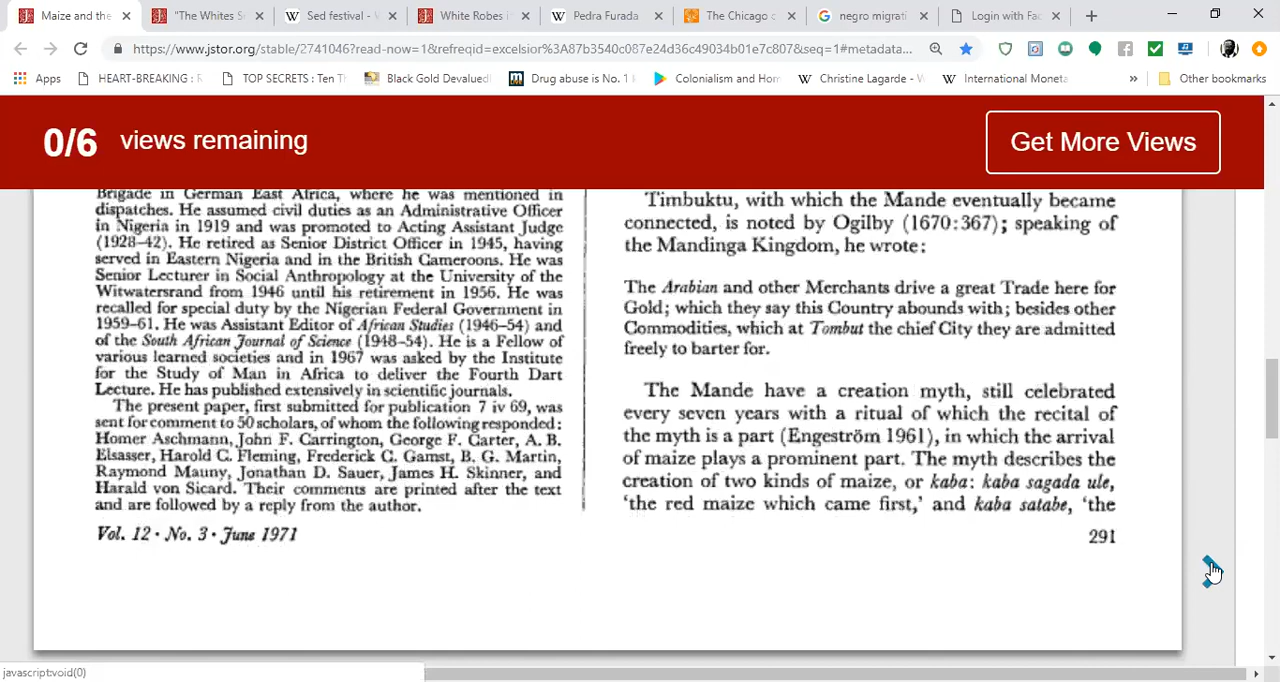 Maize and the
"The Whites S
Sed festival - W
White Robes i
Pedra Furada
The Chicago c
negro migrati
Login with Fac
https://www.jstor.org/stable/2741046?read-now=1&refreqid=excelsior%3A87b3540c087e24d36c49034b01e7c807&seq=1#metadata...
Apps
HEART-BREAKING : R
TOP SECRETS : Ten Th
Black Gold Devalued
Drug abuse is No. 1 k
Colonialism and Hom
Christine Lagarde - W
International Moneta
»
Other bookmarks
0/6 views remaining
Get More Views
Brigade in German East Africa, where he was mentioned in
dispatches. He assumed civil duties as an Administrative Officer
in Nigeria in 1919 and was promoted to Acting Assistant Judge
(1928–42). He retired as Senior District Officer in 1945, having
served in Eastern Nigeria and in the British Cameroons. He was
Senior Lecturer in Social Anthropology at the University of the
Witwatersrand from 1946 until his retirement in 1956. He was
recalled for special duty by the Nigerian Federal Government in
1959–61. He was Assistant Editor of African Studies (1946–54) and
of the South African Journal of Science (1948–54). He is a Fellow of
various learned societies and in 1967 was asked by the Institute
for the Study of Man in Africa to deliver the Fourth Dart
Lecture. He has published extensively in scientific journals.
The present paper, first submitted for publication 7 iv 69, was
sent for comment to 50 scholars, of whom the following responded:
Homer Aschmann, John F. Carrington, George F. Carter, A. B.
Elsasser, Harold C. Fleming, Frederick C. Gamst, B. G. Martin,
Raymond Mauny, Jonathan D. Sauer, James H. Skinner, and
Harald von Sicard. Their comments are printed after the text
and are followed by a reply from the author.
Vol. 12 · No. 3 · June 1971
Timbuktu, with which the Mande eventually became
connected, is noted by Ogilby (1670:367); speaking of
the Mandinga Kingdom, he wrote:
The Arabian and other Merchants drive a great Trade here for
Gold; which they say this Country abounds with; besides other
Commodities, which at Tombut the chief City they are admitted
freely to barter for.
The Mande have a creation myth, still celebrated
every seven years with a ritual of which the recital of
the myth is a part (Engeström 1961), in which the arrival
of maize plays a prominent part. The myth describes the
creation of two kinds of maize, or kaba: kaba sagada ule,
‘the red maize which came first,’ and kaba satabe, ‘the
291
javascript:void(0)